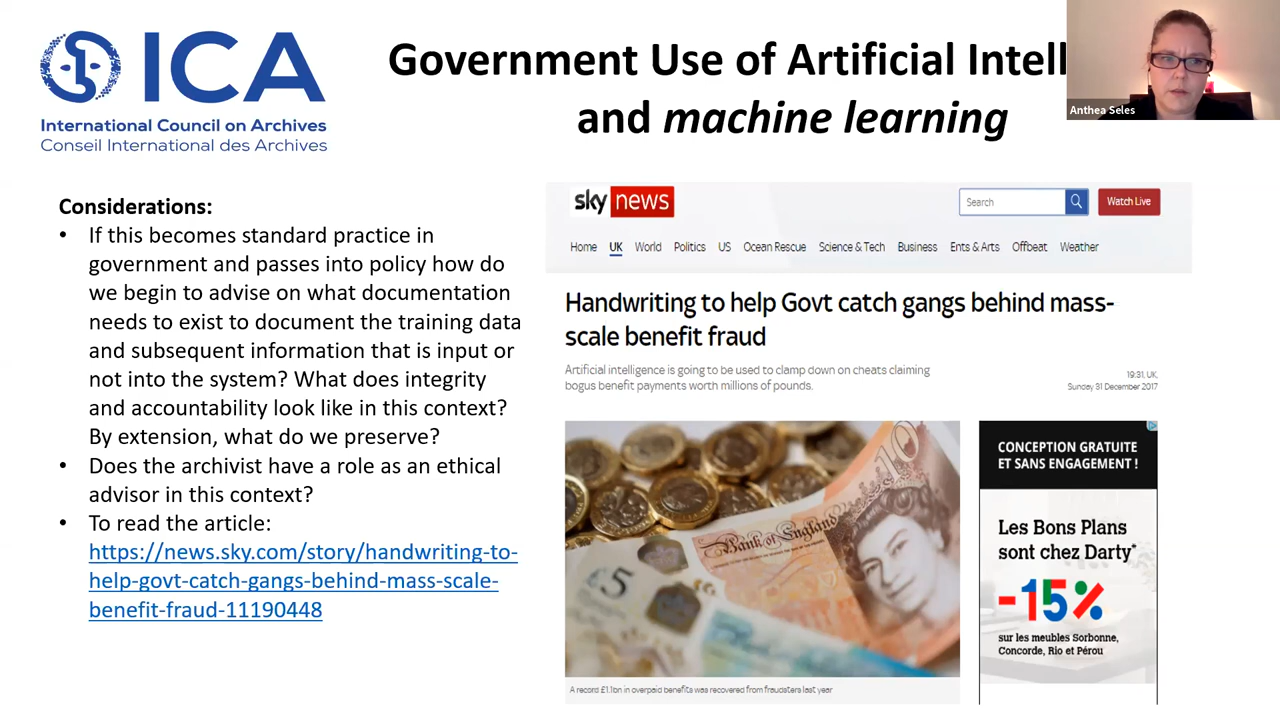 ICA
International Council on Archives
Conseil International des Archives
Government Use of Artificial Intell
and machine learning
Anthea Seles
Considerations:
• If this becomes standard practice in
government and passes into policy how do
we begin to advise on what documentation
needs to exist to document the training data
and subsequent information that is input or
not into the system? What does integrity
and accountability look like in this context?
By extension, what do we preserve?
• Does the archivist have a role as an ethical
advisor in this context?
• To read the article:
https://news.sky.com/story/handwriting-to-
help-govt-catch-gangs-behind-mass-scale-
benefit-fraud-11190448
sky news
Search
Watch Live
Home UK World Politics US Ocean Rescue Science & Tech Business Ents & Arts Offbeat Weather
Handwriting to help Govt catch gangs behind mass-
scale benefit fraud
Artificial intelligence is going to be used to clamp down on cheats claiming
bogus benefit payments worth millions of pounds.
19:31, UK,
Sunday 31 December 2017
10
Bank of England
5
A record £1.1bn in overpaid benefits was recovered from fraudsters last year
CONCEPTION GRATUITE
ET SANS ENGAGEMENT !
Les Bons Plans
sont chez Darty*
-15%
sur les meubles Sorbonne,
Concorde, Rio et Pérou